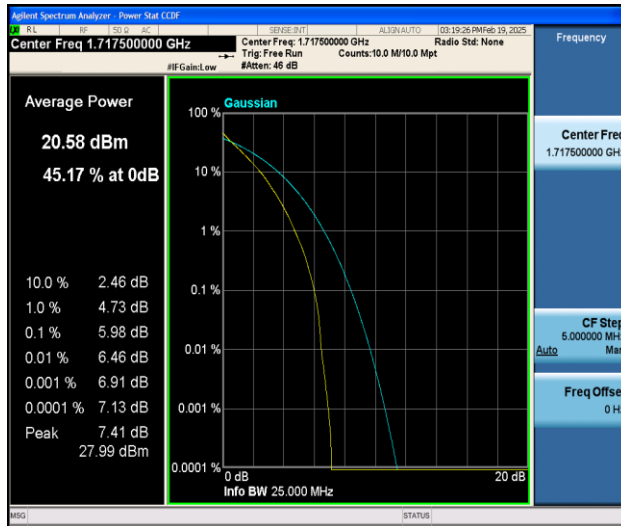 Agilent Spectrum Analyzer - Power Stat CCDF
RL RF 50 Ω AC SENSE:INT ALIGN AUTO 03:19:26 PM Feb 19, 2025
Center Freq 1.717500000 GHz
Center Freq: 1.717500000 GHz Radio Std: None
Trig: Free Run Counts:10.0 M/10.0 Mpt
#IFGain:Low #Atten: 46 dB
Frequency
Average Power
20.58 dBm
45.17 % at 0dB
10.0 % 2.46 dB
1.0 % 4.73 dB
0.1 % 5.98 dB
0.01 % 6.46 dB
0.001 % 6.91 dB
0.0001 % 7.13 dB
Peak 7.41 dB
27.99 dBm
Gaussian
100 %
10 %
1 %
0.1 %
0.01 %
0.001 %
0.0001 %
0 dB 20 dB
Info BW 25.000 MHz
Center Freq
1.717500000 GH
CF Step
5.000000 MH
Auto Man
Freq Offse
0 H
MSG STATUS